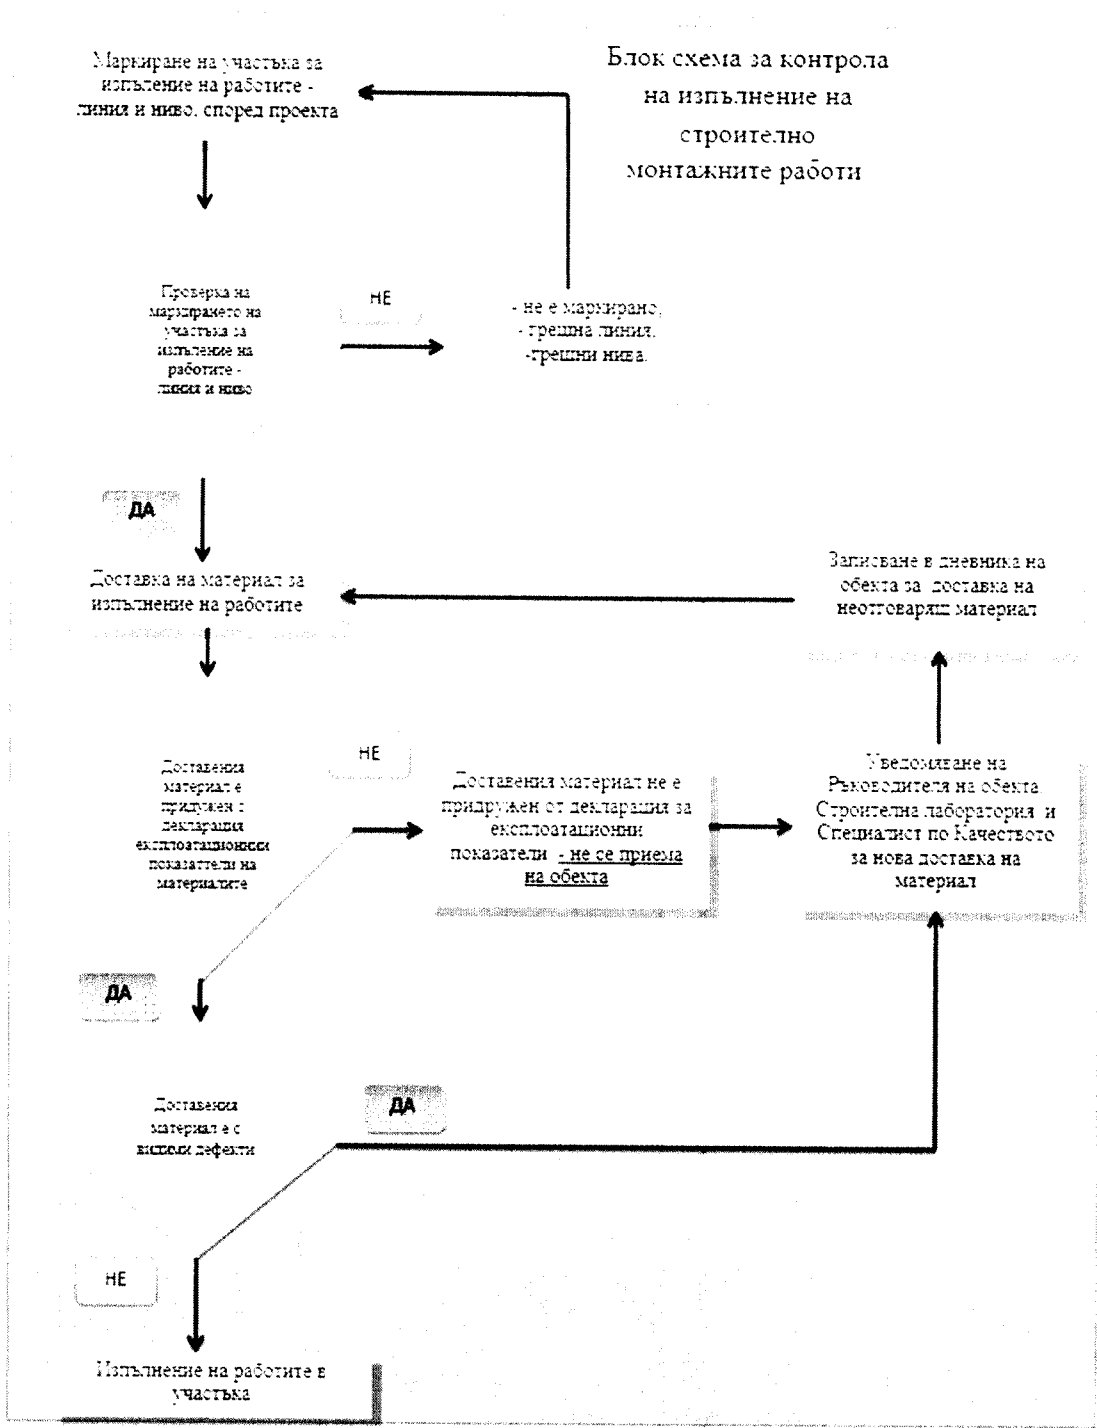 Маркиране на участъка за
изпъление на работите -
линия и ниво, според проекта
Блок схема за контрола
на изпълнение на
строително
монтажните работи
Проверка на
маркирането на
участъка за
изпъление на
работите -
линия и ниво
НЕ
- не е маркирано,
- грешна линия,
-грешни нива.
ДА
Доставка на материал за
изпълнение на работите
Записване в дневника на
обекта за доставка на
неотговарящ материал
Доставения
материал е
придружен с
декларация
експлоатационни
показаттели на
материалите
НЕ
Доставения материал не е
придружен от декларация за
експлоатационни
показатели - не се приема
на обекта
Уведомяване на
Ръководителя на обекта,
Строителна лаборатория и
Специалист по Качеството
за нова доставка на
материал
ДА
Доставения
материал е с
видими дефекти
ДА
НЕ
Изпълнение на работите в
участъка